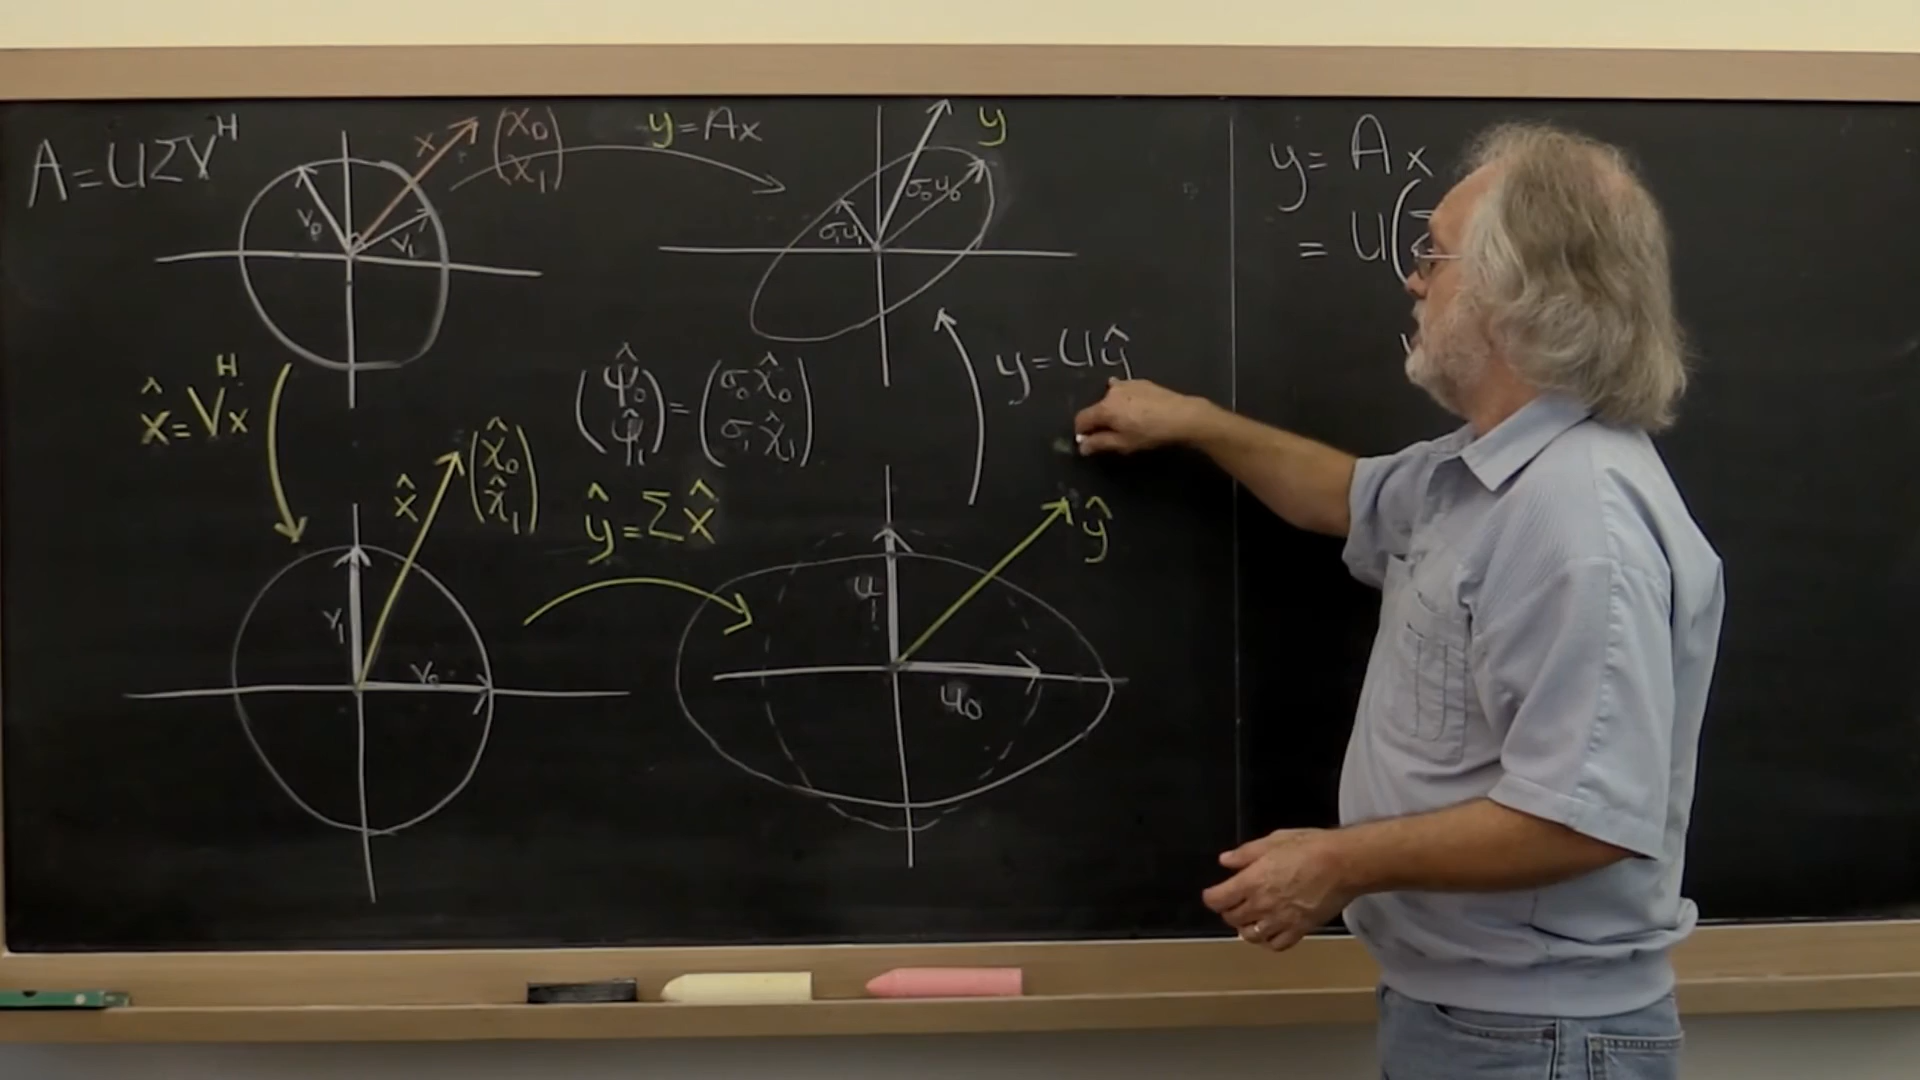 A = UΣV^H
x
(χ0
χ1)
y = Ax
y
v0
v1
σ0u0
σ1u1
y = Ax
= U(Σ
x̂ = V^H x
(ψ̂0
ψ̂1) = (σ0χ̂0
σ1χ̂1)
y = Uŷ
x̂
(χ̂0
χ̂1)
ŷ = Σx̂
ŷ
v1
v0
u1
u0